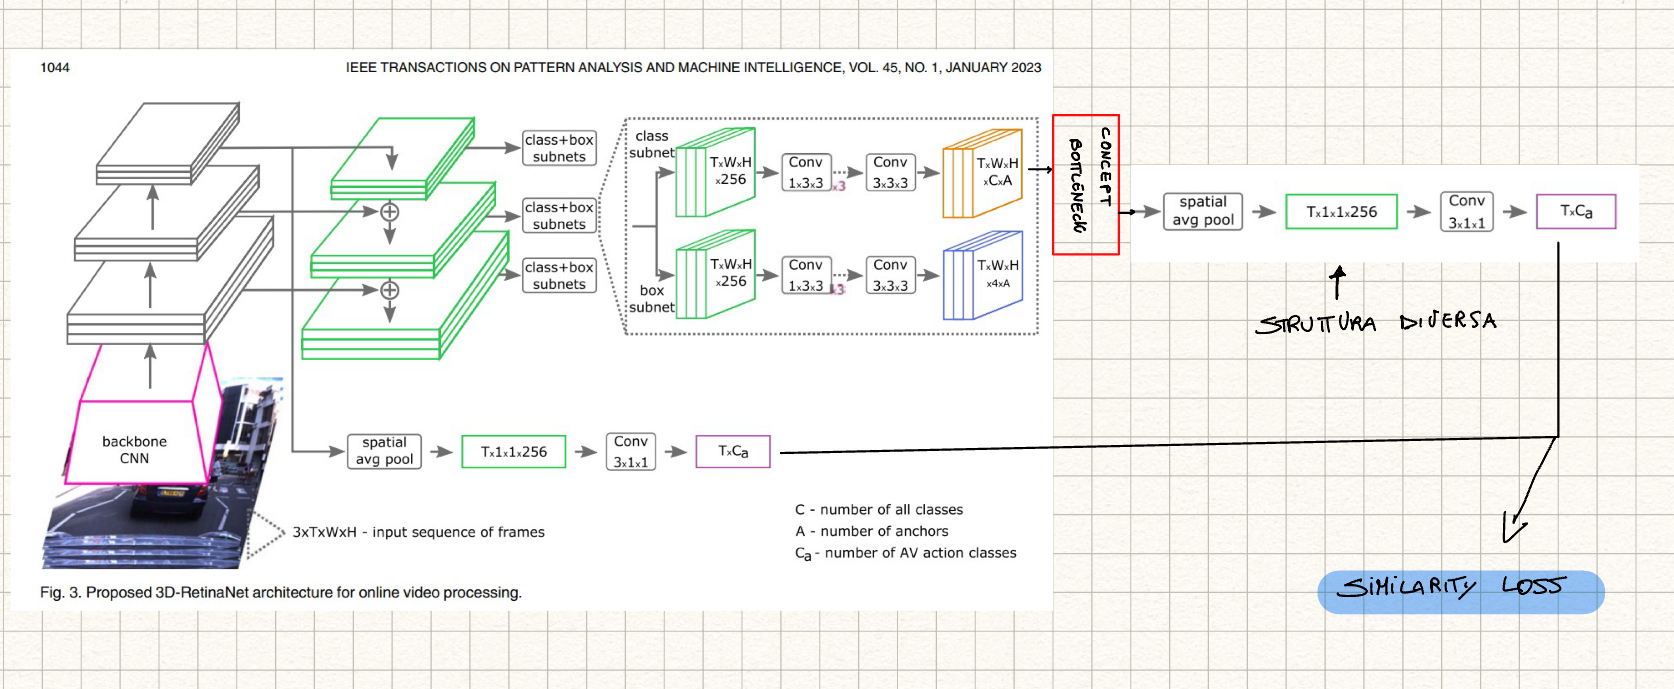 1044
IEEE TRANSACTIONS ON PATTERN ANALYSIS AND MACHINE INTELLIGENCE, VOL. 45, NO. 1, JANUARY 2023
class+box
subnets
class+box
subnets
class+box
subnets
class
subnet
TxWxH
x256
Conv
1x3x3
x3
Conv
3x3x3
TxWxH
xCxA
box
subnet
TxWxH
x256
Conv
1x3x3
x3
Conv
3x3x3
TxWxH
x4xA
CONCEPT
BOTTLENECK
spatial
avg pool
Tx1x1x256
Conv
3x1x1
TxCa
STRUTTURA DIVERSA
backbone
CNN
spatial
avg pool
Tx1x1x256
Conv
3x1x1
TxCa
3xTxWxH - input sequence of frames
C - number of all classes
A - number of anchors
Ca - number of AV action classes
SIMILARITY LOSS
Fig. 3. Proposed 3D-RetinaNet architecture for online video processing.